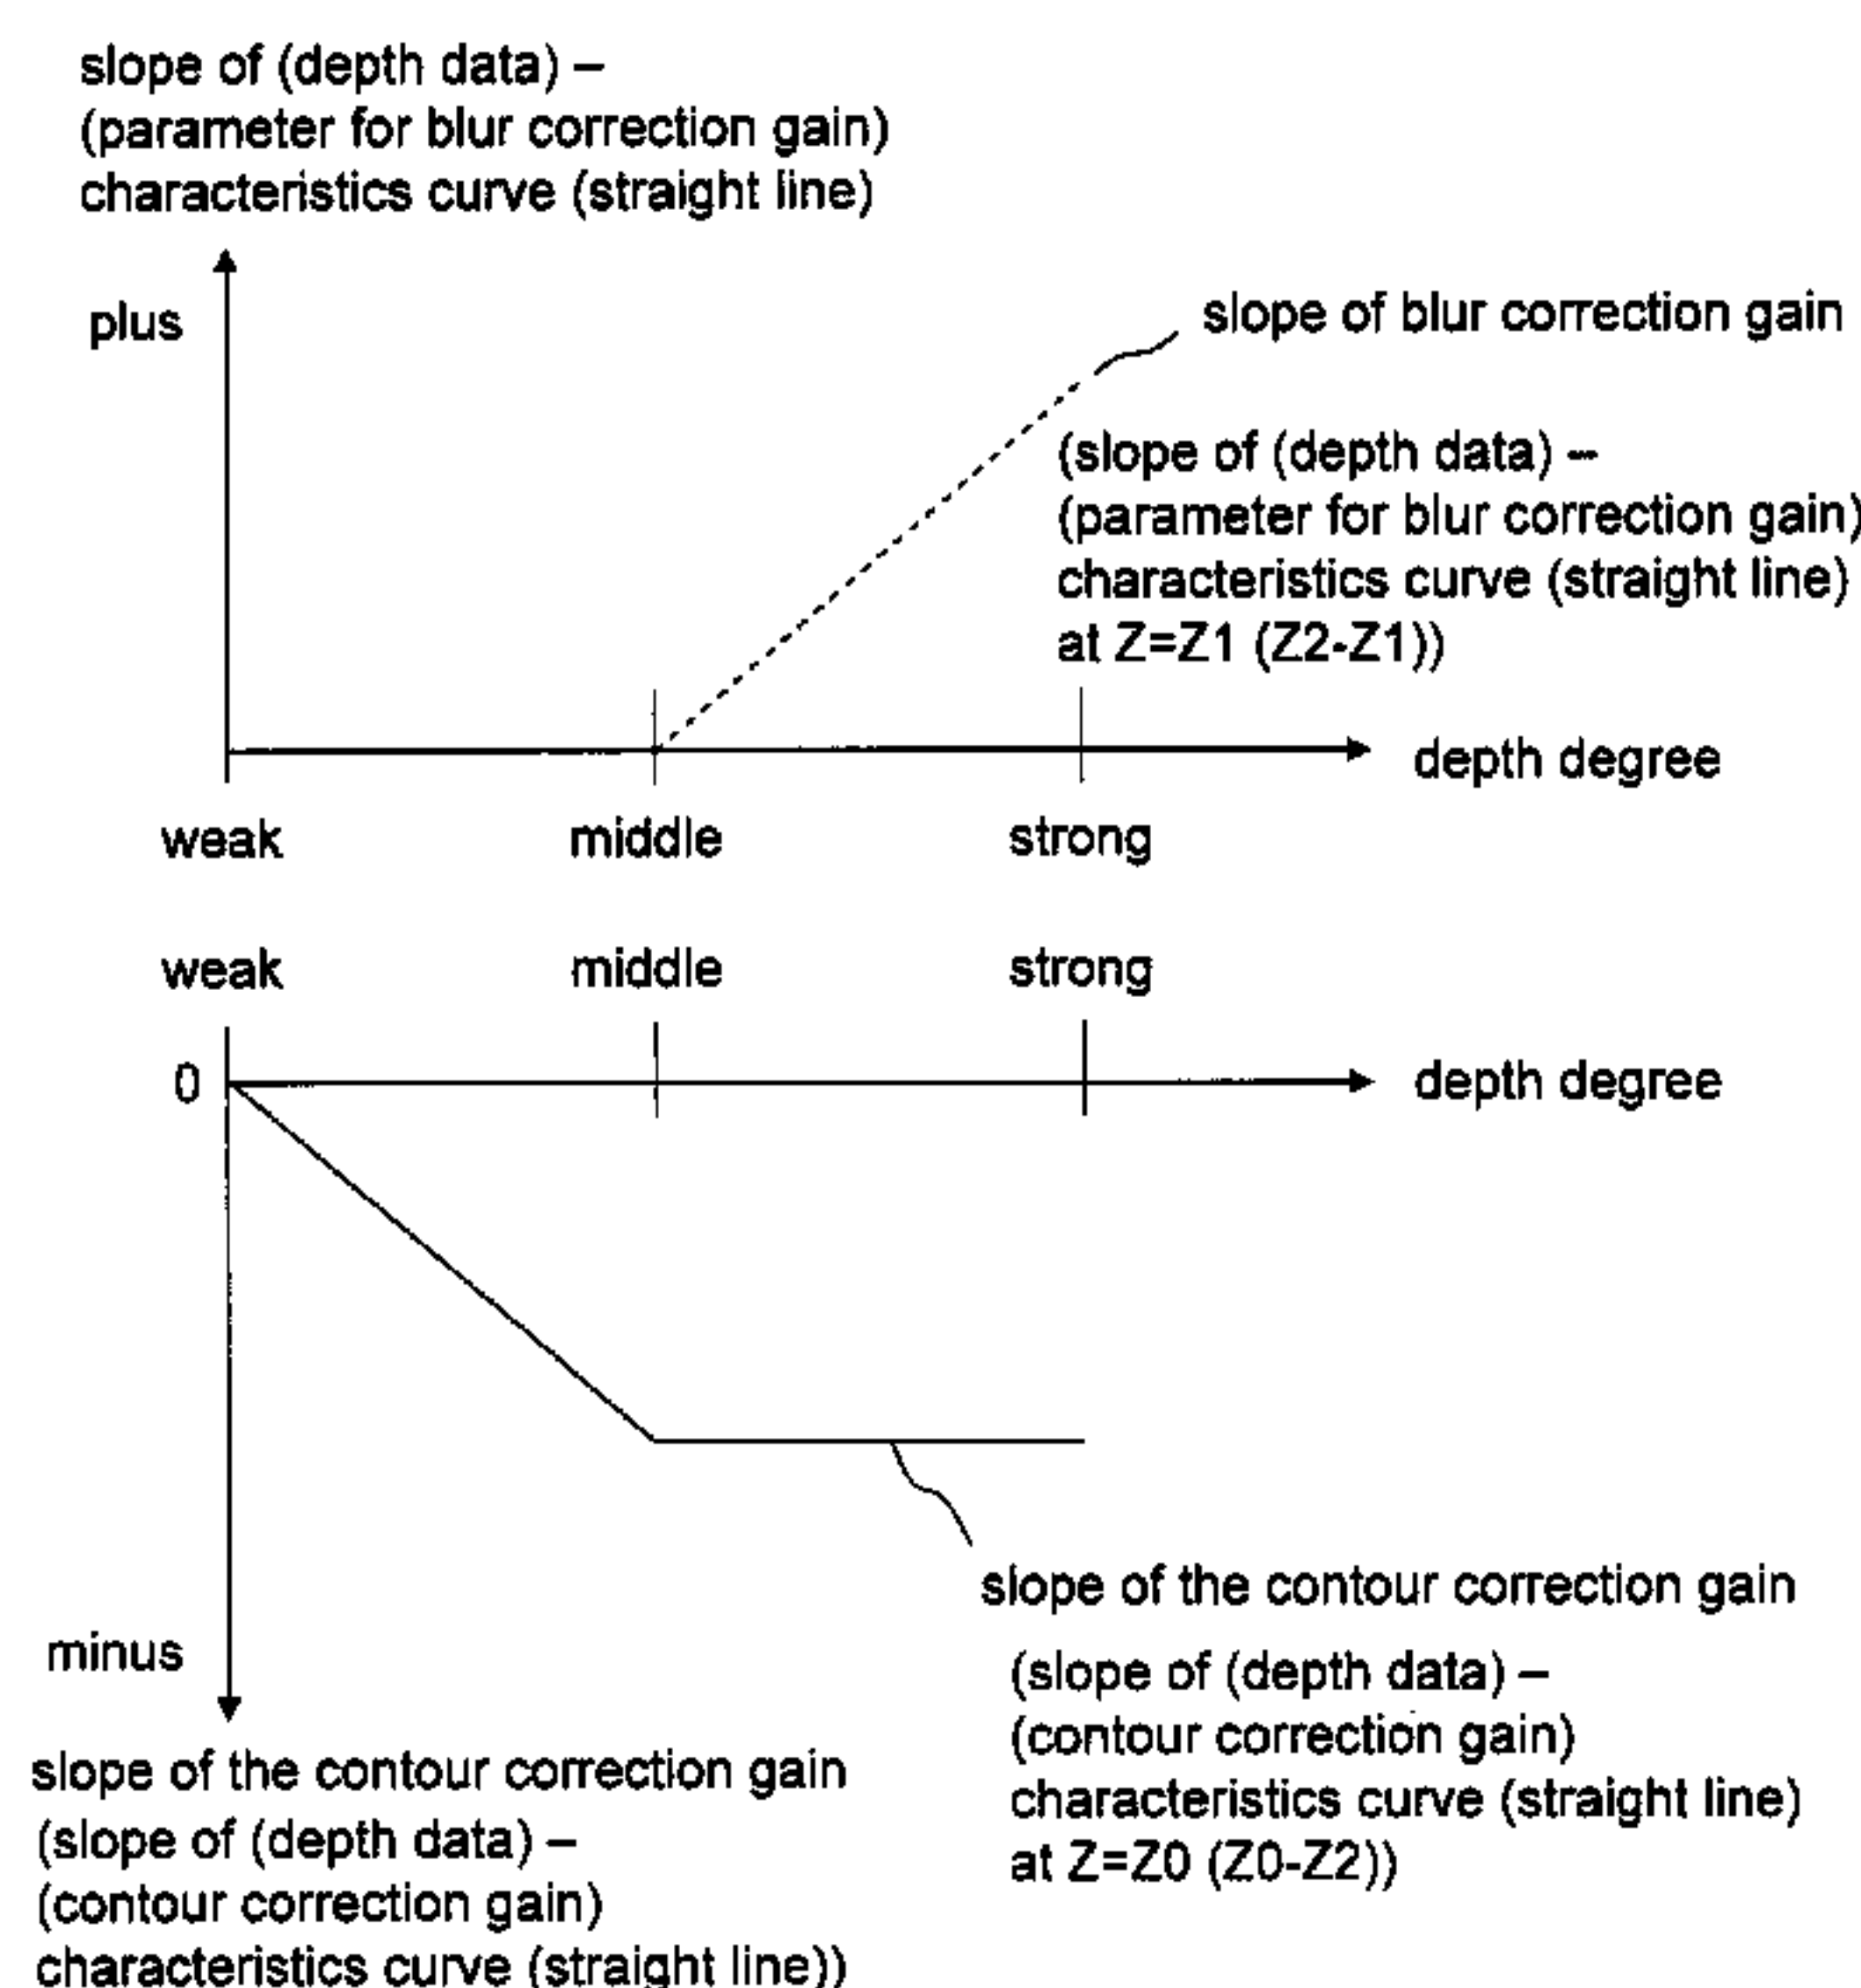 slope of (depth data) –
(parameter for blur correction gain)
characteristics curve (straight line)
plus
slope of blur correction gain
(slope of (depth data) –
(parameter for blur correction gain)
characteristics curve (straight line)
at Z=Z1 (Z2-Z1))
depth degree
weak middle strong
weak middle strong
0
depth degree
minus
slope of the contour correction gain
(slope of (depth data) –
(contour correction gain)
characteristics curve (straight line)
at Z=Z0 (Z0-Z2))
slope of the contour correction gain
(slope of (depth data) –
(contour correction gain)
characteristics curve (straight line))